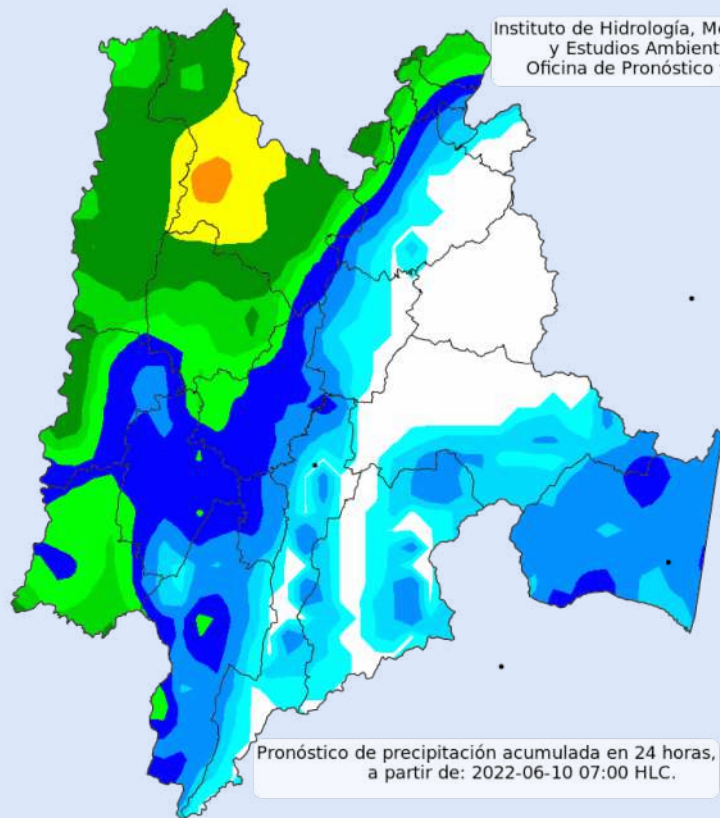 Instituto de Hidrología,
y Estudios
Oficina de Pronóstico
Pronóstico de precipitación acumulada en 24 horas,
a partir de: 2022-06-10 07:00 HLC.